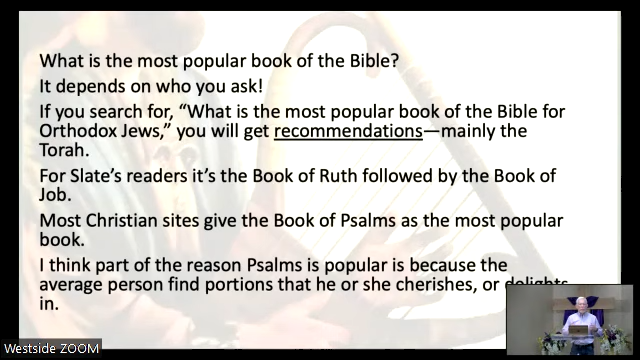 What is the most popular book of the Bible?
It depends on who you ask!
If you search for, “What is the most popular book of the Bible for
Orthodox Jews,” you will get recommendations—mainly the
Torah.
For Slate’s readers it’s the Book of Ruth followed by the Book of
Job.
Most Christian sites give the Book of Psalms as the most popular
book.
I think part of the reason Psalms is popular is because the
average person find portions that he or she cherishes, or delights
in.
Westside ZOOM